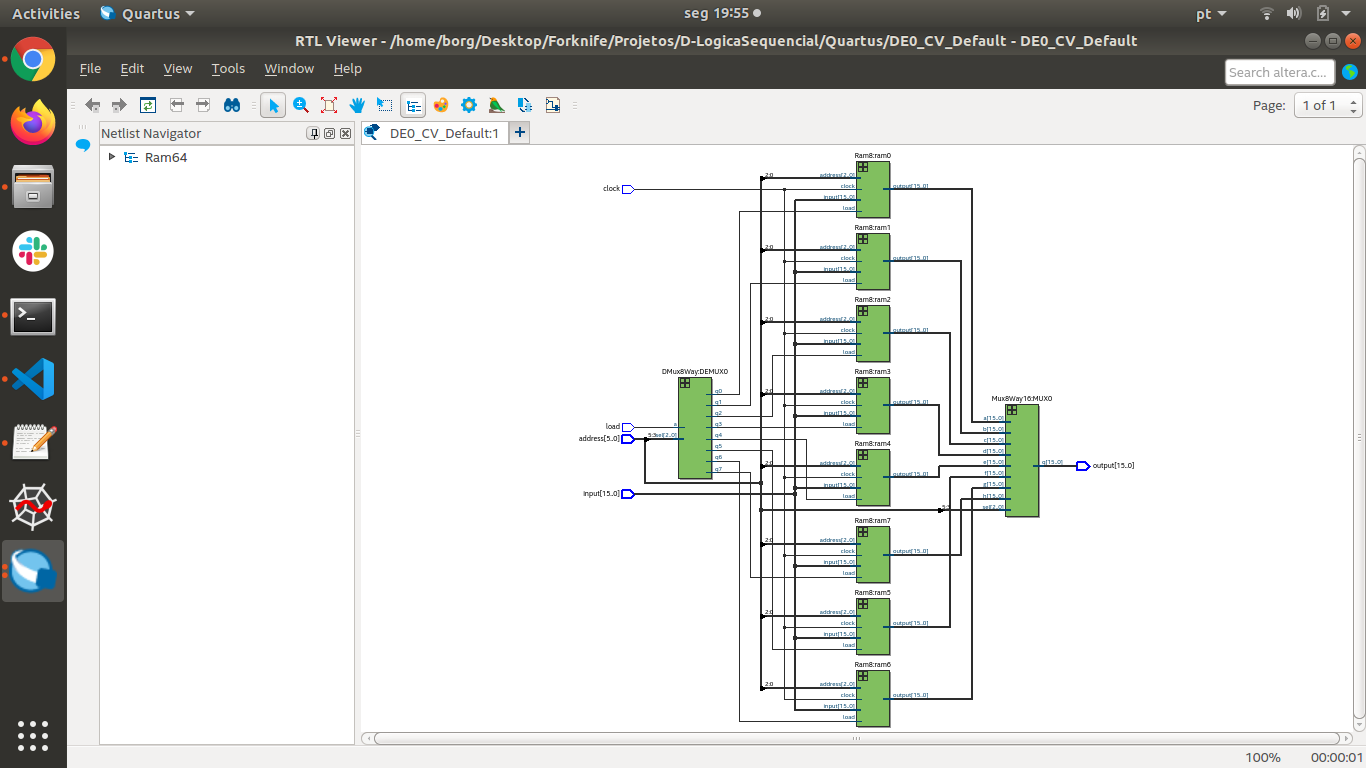 Activities Quartus seg 19:55 pt
RTL Viewer - /home/borg/Desktop/Forknife/Projetos/D-LogicaSequencial/Quartus/DE0_CV_Default - DE0_CV_Default
File Edit View Tools Window Help Search altera.c...
Page: 1 of 1
Netlist Navigator
DE0_CV_Default:1
Ram64
Ram8:ram0
2:0 address[2..0]
clock
clock
output[15..0]
input[15..0]
load
Ram8:ram1
2:0 address[2..0]
clock output[15..0]
input[15..0]
load
Ram8:ram2
2:0 address[2..0]
clock output[15..0]
input[15..0]
load
DMux8Way:DEMUX0
q0
q1
q2
q3
q4
q5
q6
q7
a
5:3 sel[2..0]
load
address[5..0]
input[15..0]
Ram8:ram3
2:0 address[2..0]
clock output[15..0]
input[15..0]
load
Ram8:ram4
2:0 address[2..0]
clock output[15..0]
input[15..0]
load
Mux8Way16:MUX0
a[15..0]
b[15..0]
c[15..0]
d[15..0]
e[15..0]
f[15..0]
g[15..0]
h[15..0]
5:3 sel[2..0]
q[15..0]
output[15..0]
Ram8:ram7
2:0 address[2..0]
clock output[15..0]
input[15..0]
load
Ram8:ram5
2:0 address[2..0]
clock output[15..0]
input[15..0]
load
Ram8:ram6
2:0 address[2..0]
clock output[15..0]
input[15..0]
load
100% 00:00:01